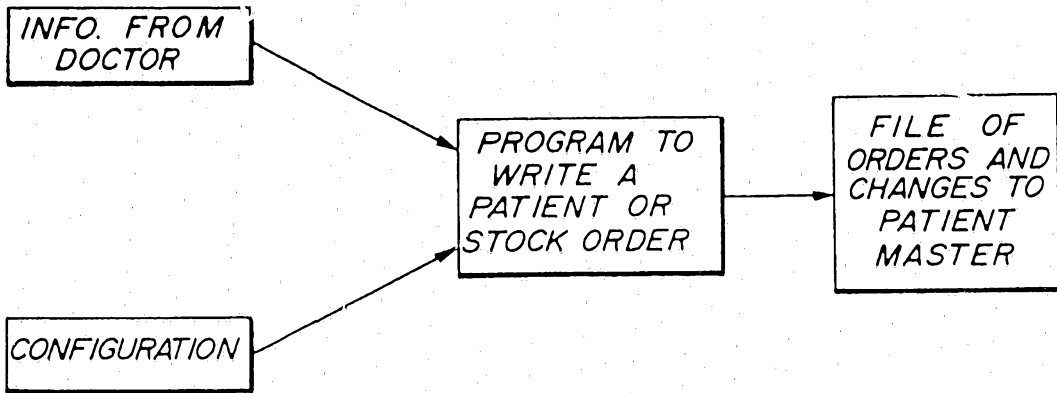 INFO. FROM
DOCTOR
CONFIGURATION
PROGRAM TO
WRITE A
PATIENT OR
STOCK ORDER
FILE OF
ORDERS AND
CHANGES TO
PATIENT
MASTER